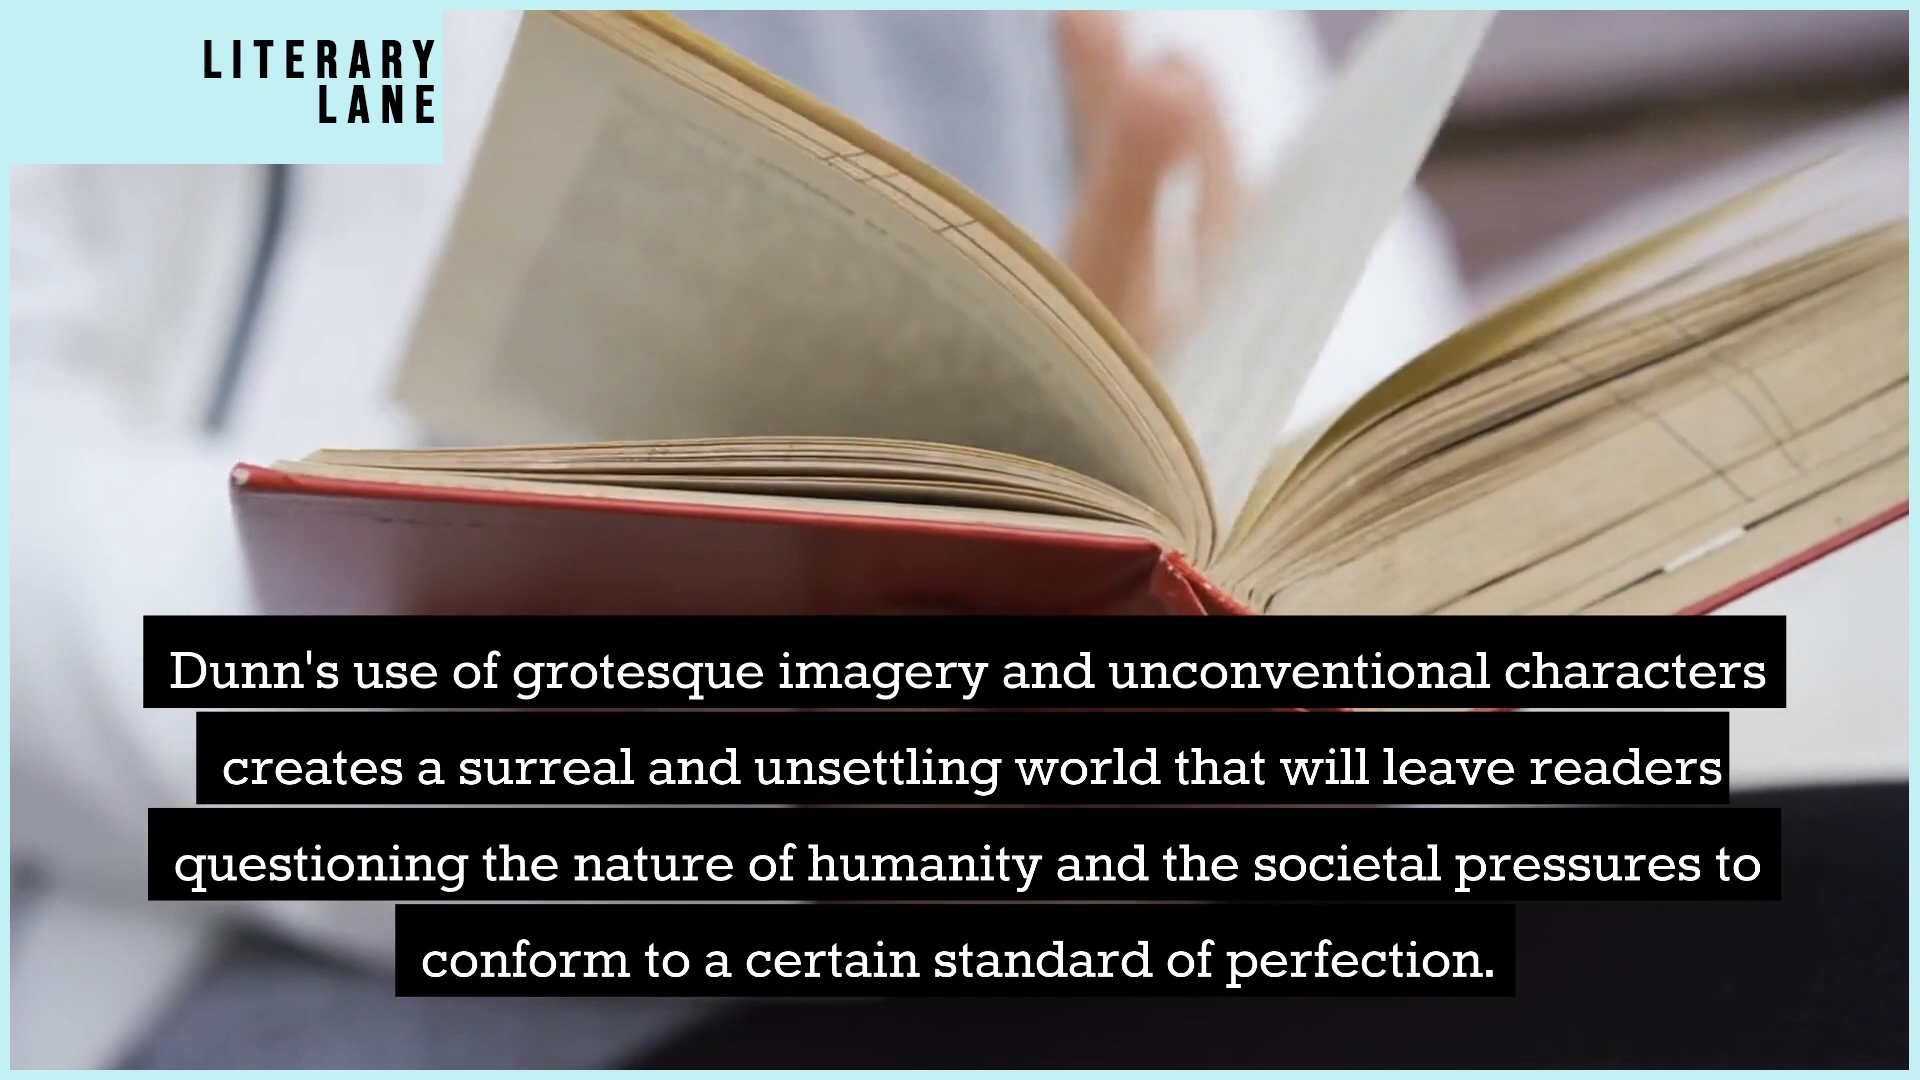 LITERARY
LANE
Dunn's use of grotesque imagery and unconventional characters
creates a surreal and unsettling world that will leave readers
questioning the nature of humanity and the societal pressures to
conform to a certain standard of perfection.